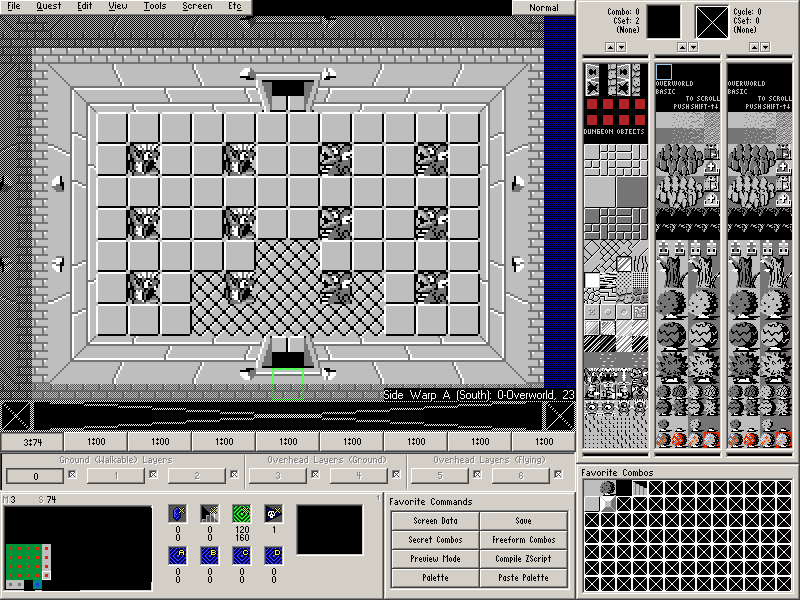 File Quest Edit View Tools Screen Etc Normal
Combo: 0
CSet: 2
(None)
Cycle: 0
CSet: 0
(None)
OVERWORLD
BASIC
TO SCROLL
PUSH SHIFT-↑↓
OVERWORLD
BASIC
TO SCROLL
PUSH SHIFT-↑↓
DUNGEON OBJECTS
Side Warp A (South): 0-Overworld, 23
3:74 1:00 1:00 1:00 1:00 1:00 1:00 1:00 1:00
Ground (Walkable) Layers Overhead Layers (Ground) Overhead Layers (Flying)
0 1 2 3 4 5 6
Favorite Combos
M 3 S 74
0
0
0
0
120
160
1
A B C D
0
0
0
0
0
0
0
0
1
Favorite Commands
Screen Data Save
Secret Combos Freeform Combos
Preview Mode Compile ZScript
Palette Paste Palette